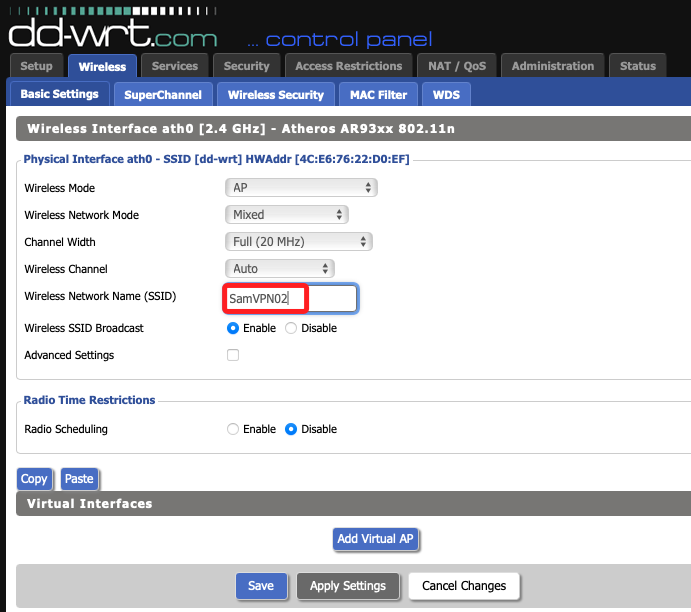 dd-wrt.com ... control panel
Setup Wireless Services Security Access Restrictions NAT / QoS Administration Status
Basic Settings SuperChannel Wireless Security MAC Filter WDS
Wireless Interface ath0 [2.4 GHz] - Atheros AR93xx 802.11n
Physical Interface ath0 - SSID [dd-wrt] HWAddr [4C:E6:76:22:D0:EF]
Wireless Mode AP
Wireless Network Mode Mixed
Channel Width Full (20 MHz)
Wireless Channel Auto
Wireless Network Name (SSID) SamVPN02
Wireless SSID Broadcast Enable Disable
Advanced Settings
Radio Time Restrictions
Radio Scheduling Enable Disable
Copy Paste
Virtual Interfaces
Add Virtual AP
Save Apply Settings Cancel Changes